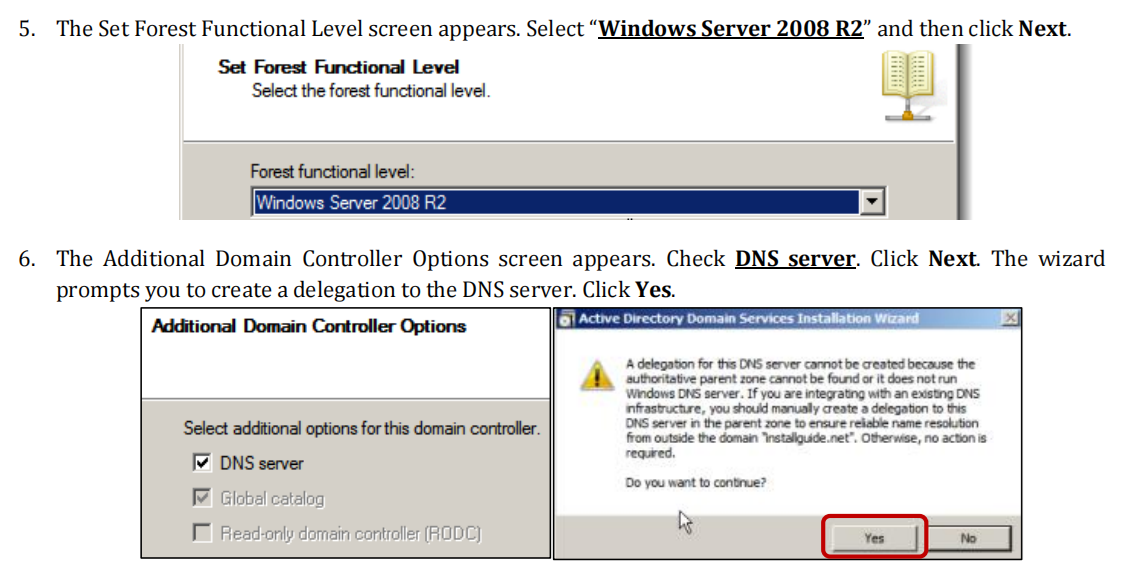 5. The Set Forest Functional Level screen appears. Select “Windows Server 2008 R2” and then click Next.
Set Forest Functional Level
Select the forest functional level.
Forest functional level:
Windows Server 2008 R2
6. The Additional Domain Controller Options screen appears. Check DNS server. Click Next. The wizard
prompts you to create a delegation to the DNS server. Click Yes.
Additional Domain Controller Options
Select additional options for this domain controller.
DNS server
Global catalog
Read-only domain controller (RODC)
Active Directory Domain Services Installation Wizard
A delegation for this DNS server cannot be created because the
authoritative parent zone cannot be found or it does not run
Windows DNS server. If you are integrating with an existing DNS
infrastructure, you should manually create a delegation to this
DNS server in the parent zone to ensure reliable name resolution
from outside the domain "installguide.net". Otherwise, no action is
required.
Do you want to continue?
Yes
No